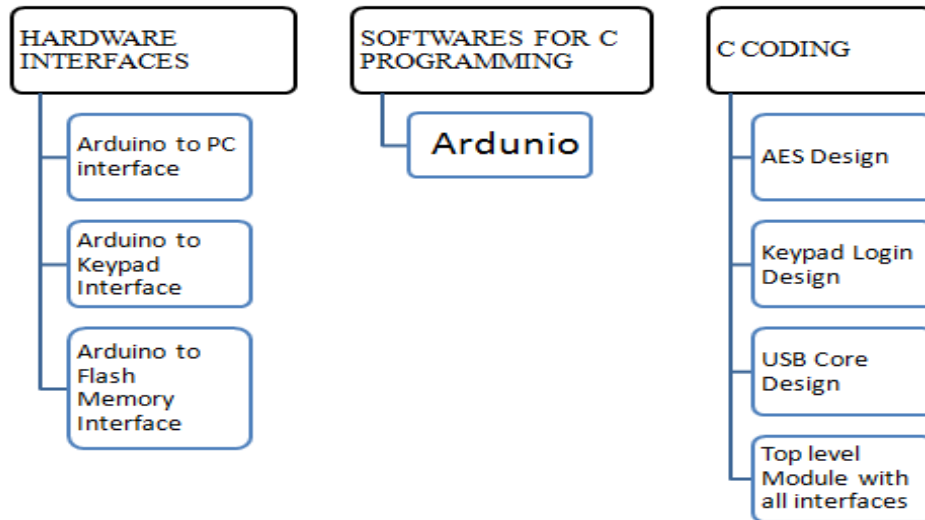 HARDWARE
INTERFACES
Arduino to PC
interface
Arduino to
Keypad
Interface
Arduino to
Flash
Memory
Interface
SOFTWARES FOR C
PROGRAMMING
Ardunio
C CODING
AES Design
Keypad Login
Design
USB Core
Design
Top level
Module with
all interfaces